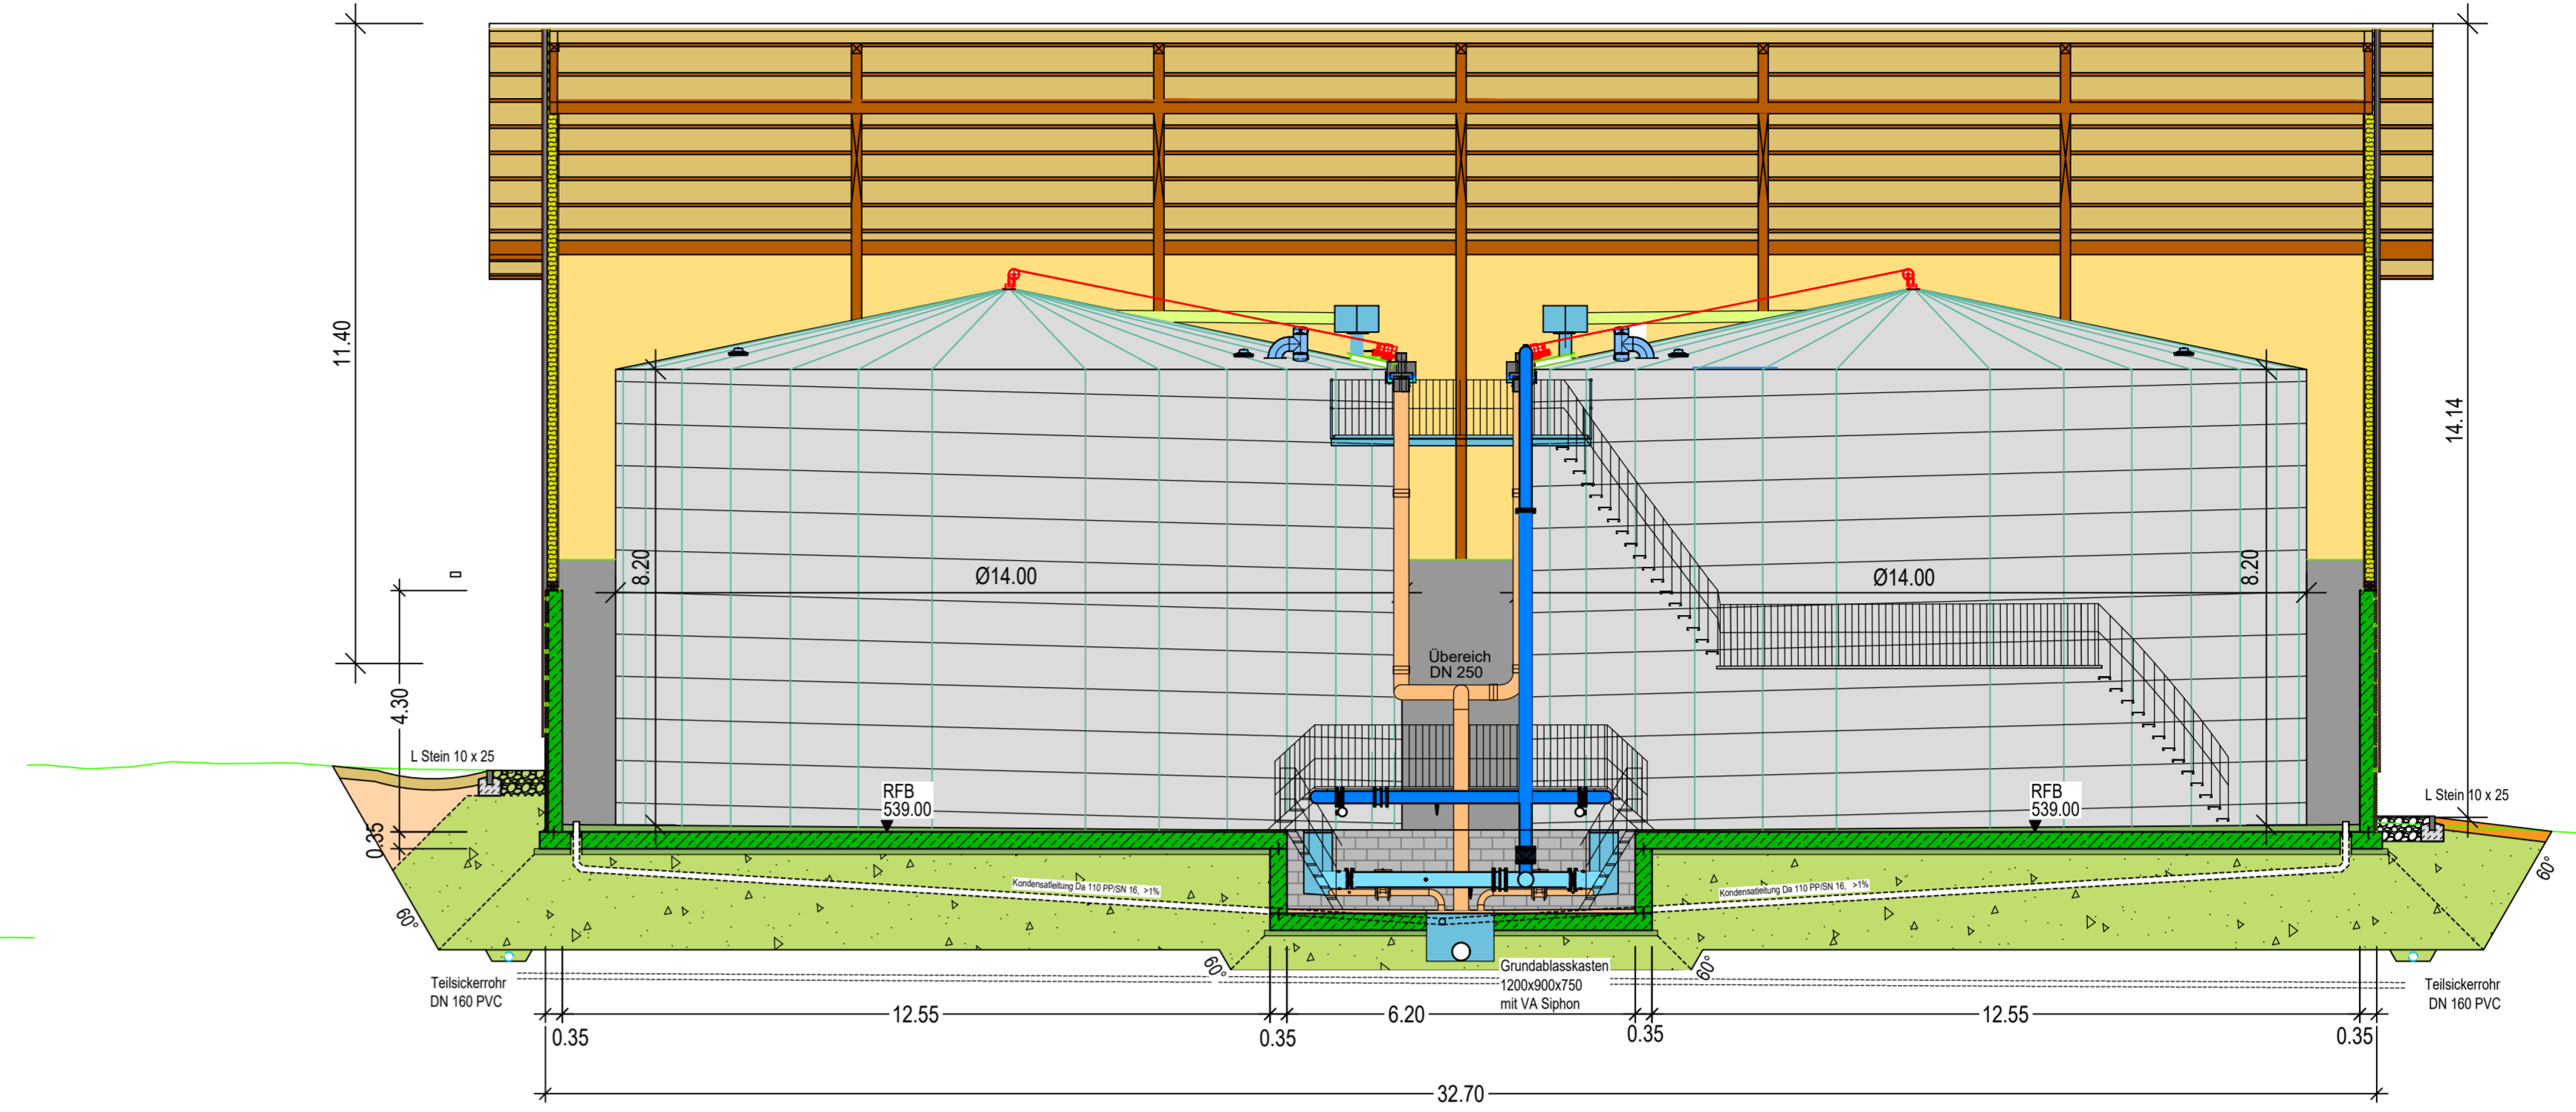 11.40
14.14
8.20
Ø14.00
Ø14.00
8.20
Übereich
DN 250
4.30
L Stein 10 x 25
RFB
539.00
RFB
539.00
L Stein 10 x 25
0.35
Kondensatleitung Da 110 PP/SN 16, >1%
Kondensatleitung Da 110 PP/SN 16, >1%
60°
60°
60°
60°
Teilsickerrohr
DN 160 PVC
Grundablasskasten
1200x900x750
mit VA Siphon
Teilsickerrohr
DN 160 PVC
12.55
6.20
12.55
0.35
0.35
0.35
0.35
32.70